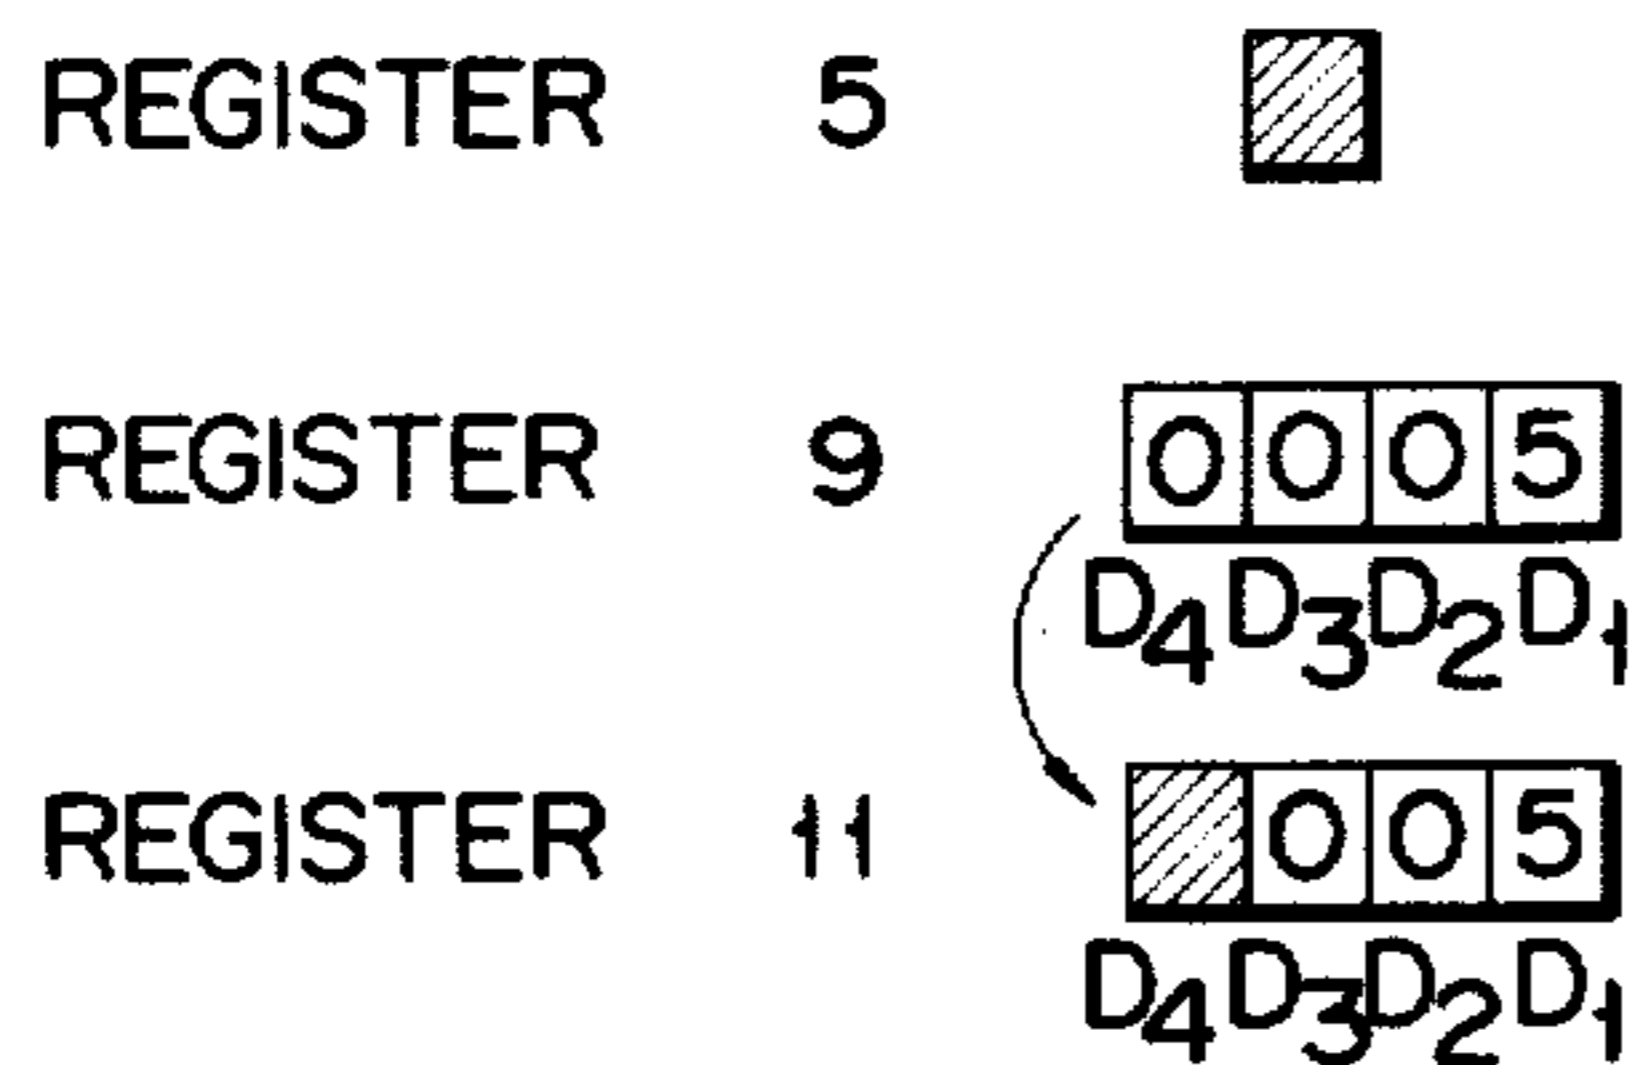 REGISTER 5
REGISTER 9 0 0 0 5
D4 D3 D2 D1
REGISTER 11 0 0 5
D4 D3 D2 D1